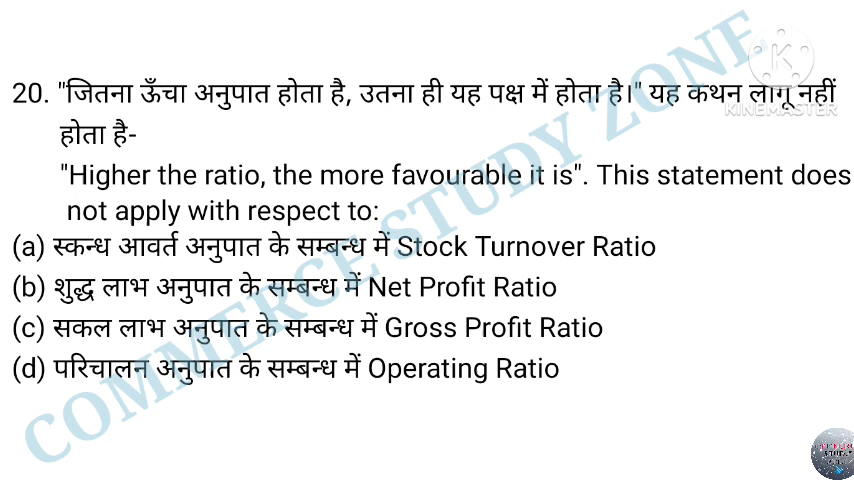 20. "जितना ऊँचा अनुपात होता है, उतना ही यह पक्ष में होता है।" यह कथन लागू नहीं
होता है-
"Higher the ratio, the more favourable it is". This statement does
not apply with respect to:
(a) स्कन्ध आवर्त अनुपात के सम्बन्ध में Stock Turnover Ratio
(b) शुद्ध लाभ अनुपात के सम्बन्ध में Net Profit Ratio
(c) सकल लाभ अनुपात के सम्बन्ध में Gross Profit Ratio
(d) परिचालन अनुपात के सम्बन्ध में Operating Ratio
COMMERCE STUDY ZONE
KINEMASTER